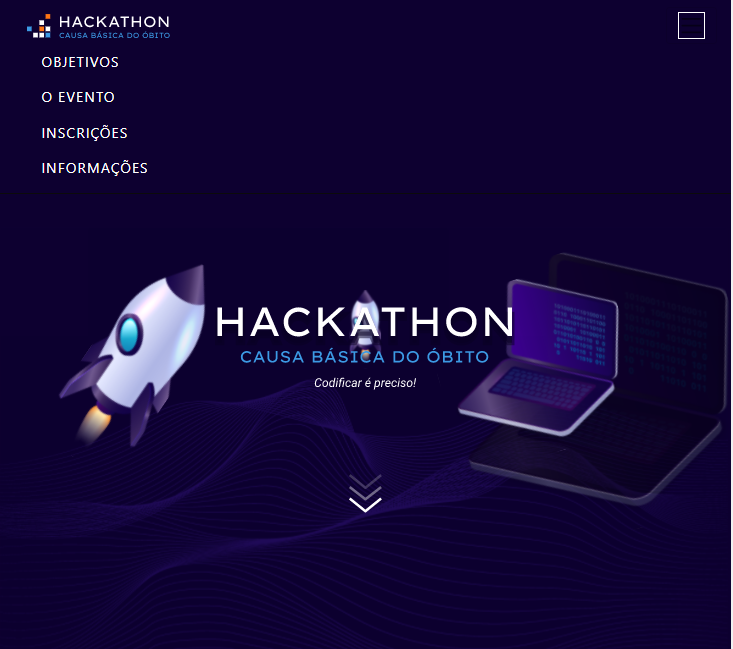 HACKATHON
CAUSA BÁSICA DO ÓBITO
OBJETIVOS
O EVENTO
INSCRIÇÕES
INFORMAÇÕES
HACKATHON
CAUSA BÁSICA DO ÓBITO
Codificar é preciso!